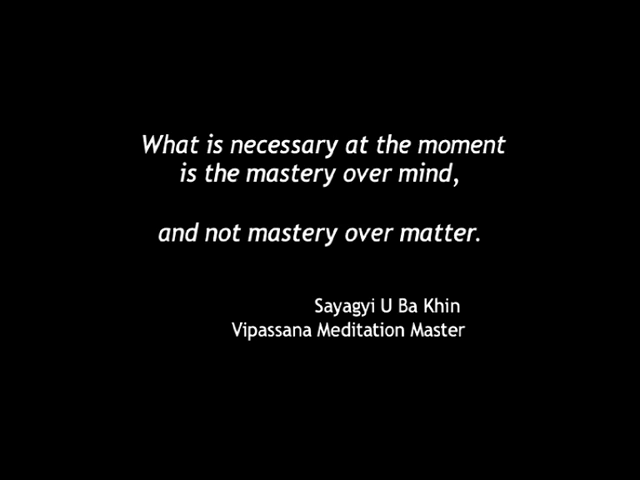 What is necessary at the moment
is the mastery over mind,
and not mastery over matter.
Sayagyi U Ba Khin
Vipassana Meditation Master